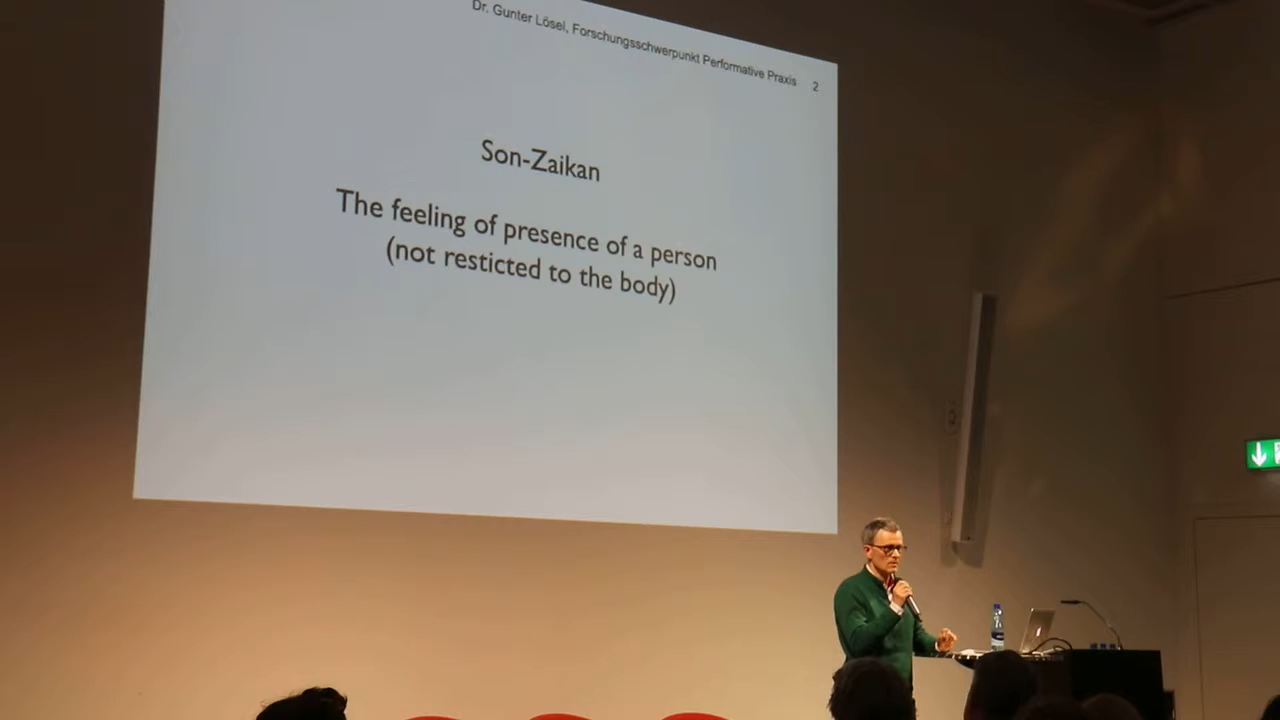 Dr. Gunter Lösel, Forschungsschwerpunkt Performative Praxis 2
Son-Zaikan
The feeling of presence of a person
(not resticted to the body)